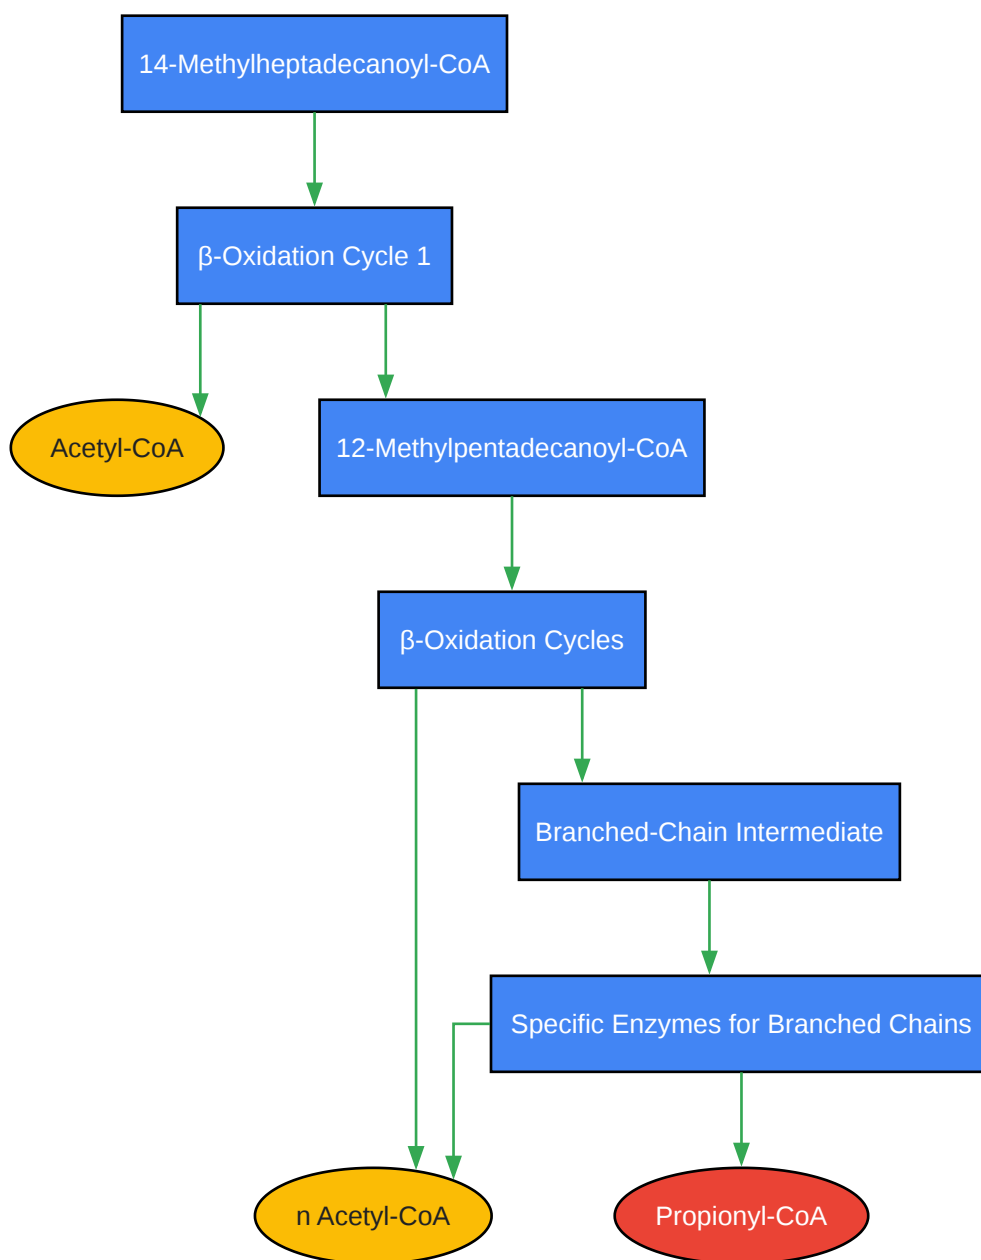 14-Methylheptadecanoyl-CoA
β-Oxidation Cycle 1
Acetyl-CoA
12-Methylpentadecanoyl-CoA
β-Oxidation Cycles
Branched-Chain Intermediate
Specific Enzymes for Branched Chains
n Acetyl-CoA
Propionyl-CoA